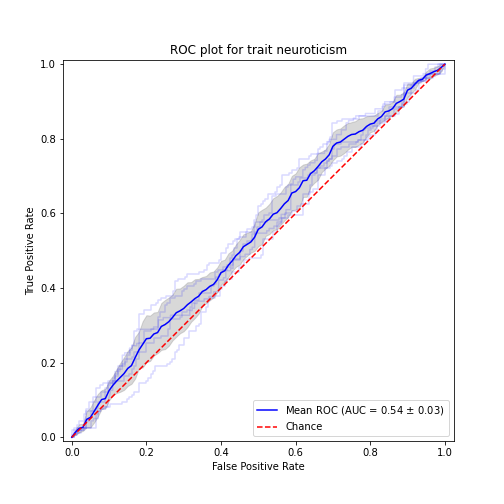 ROC plot for trait neuroticism
1.0
0.8
0.6
0.4
0.2
0.0
True Positive Rate
Mean ROC (AUC = 0.54 ± 0.03)
Chance
0.0 0.2 0.4 0.6 0.8 1.0
False Positive Rate